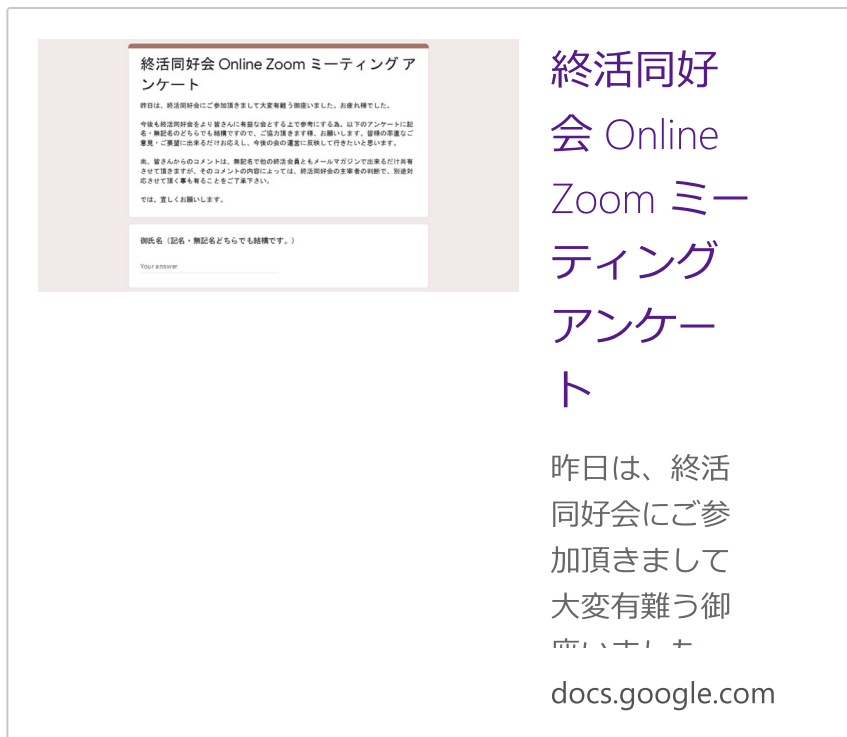 終活同好会 Online Zoom ミーティング ア
ンケート
昨日は、終活同好会にご参加頂きまして大変有難う御座いました。お疲れ様でした。
今後も終活同好会をより皆さんに有益な会とする上で参考にする為、以下のアンケートに記
名・無記名のどちらでも結構ですので、ご協力頂きます様、お願いします。皆様の率直なご
意見・ご要望に出来るだけお応えし、今後の会の運営に反映して行きたいと思います。
尚、皆さんからのコメントは、無記名で他の終活会員ともメールマガジンで出来るだけ共有
させて頂きますが、そのコメントの内容によっては、終活同好会の主宰者の判断で、別途対
応させて頂く事も有ることをご了承下さい。
では、宜しくお願いします。
御氏名（記名・無記名どちらでも結構です。）
Your answer
終活同好
会 Online
Zoom ミー
ティング
アンケー
ト
昨日は、終活
同好会にご参
加頂きまして
大変有難う御
座いました
docs.google.com